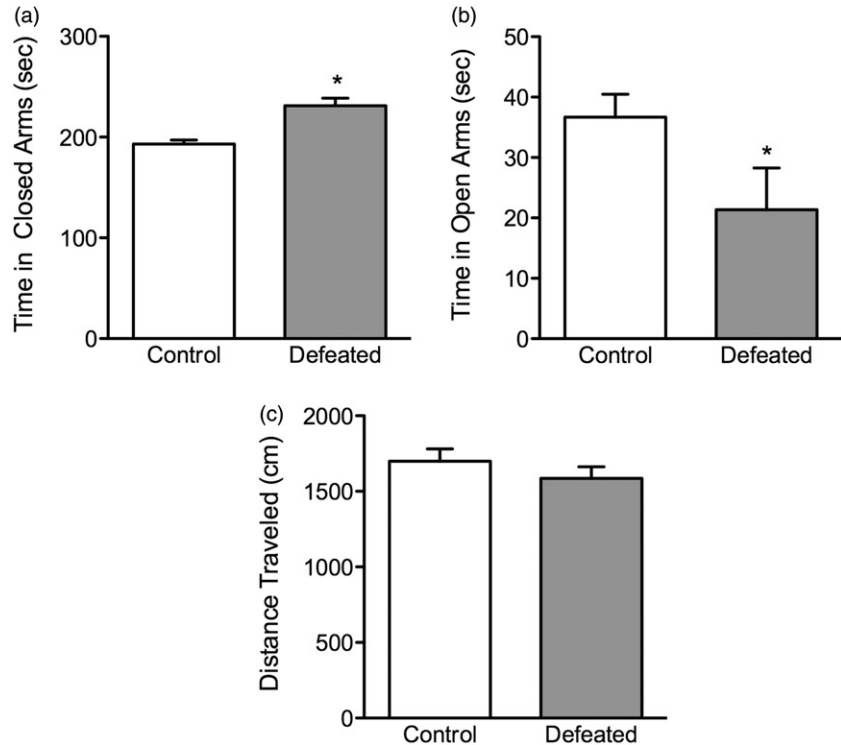 (a)
Time in Closed Arms (sec)
300
200
100
0
*
Control Defeated
(b)
Time in Open Arms (sec)
50
40
30
20
10
0
*
Control Defeated
(c)
Distance Traveled (cm)
2000
1500
1000
500
0
Control Defeated